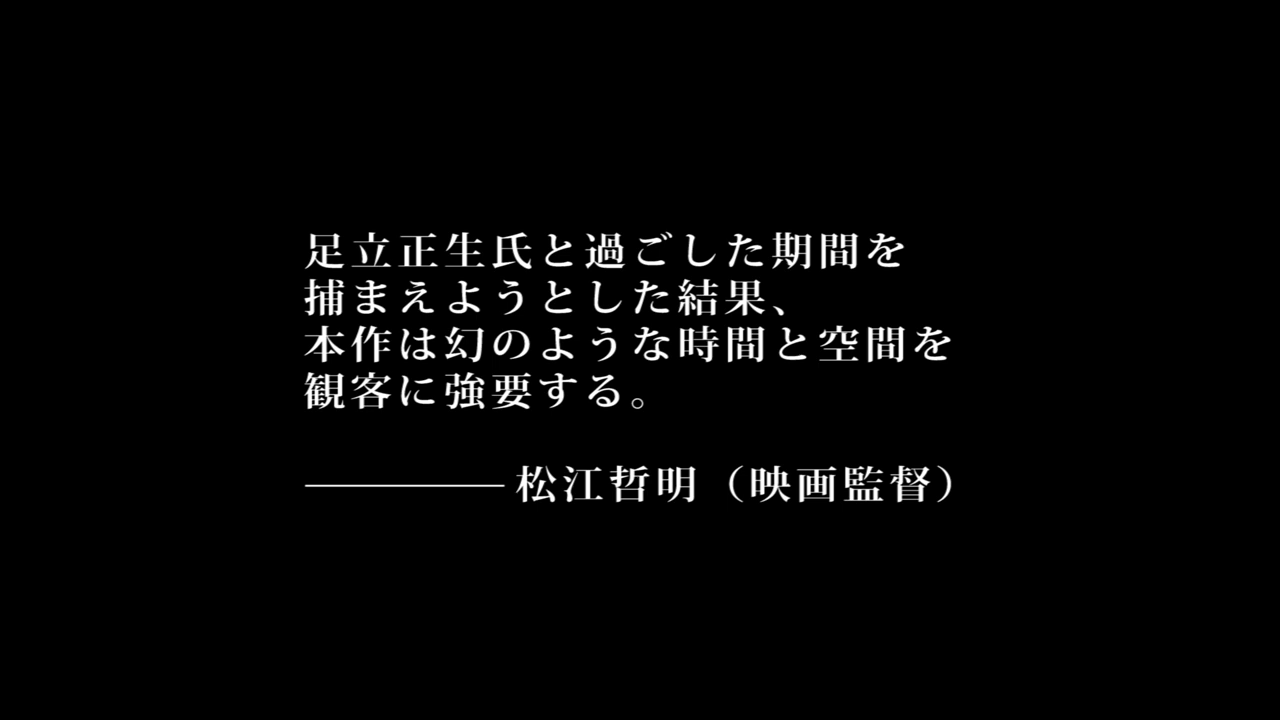 足立正生氏と過ごした期間を
捕まえようとした結果、
本作は幻のような時間と空間を
観客に強要する。
————松江哲明（映画監督）